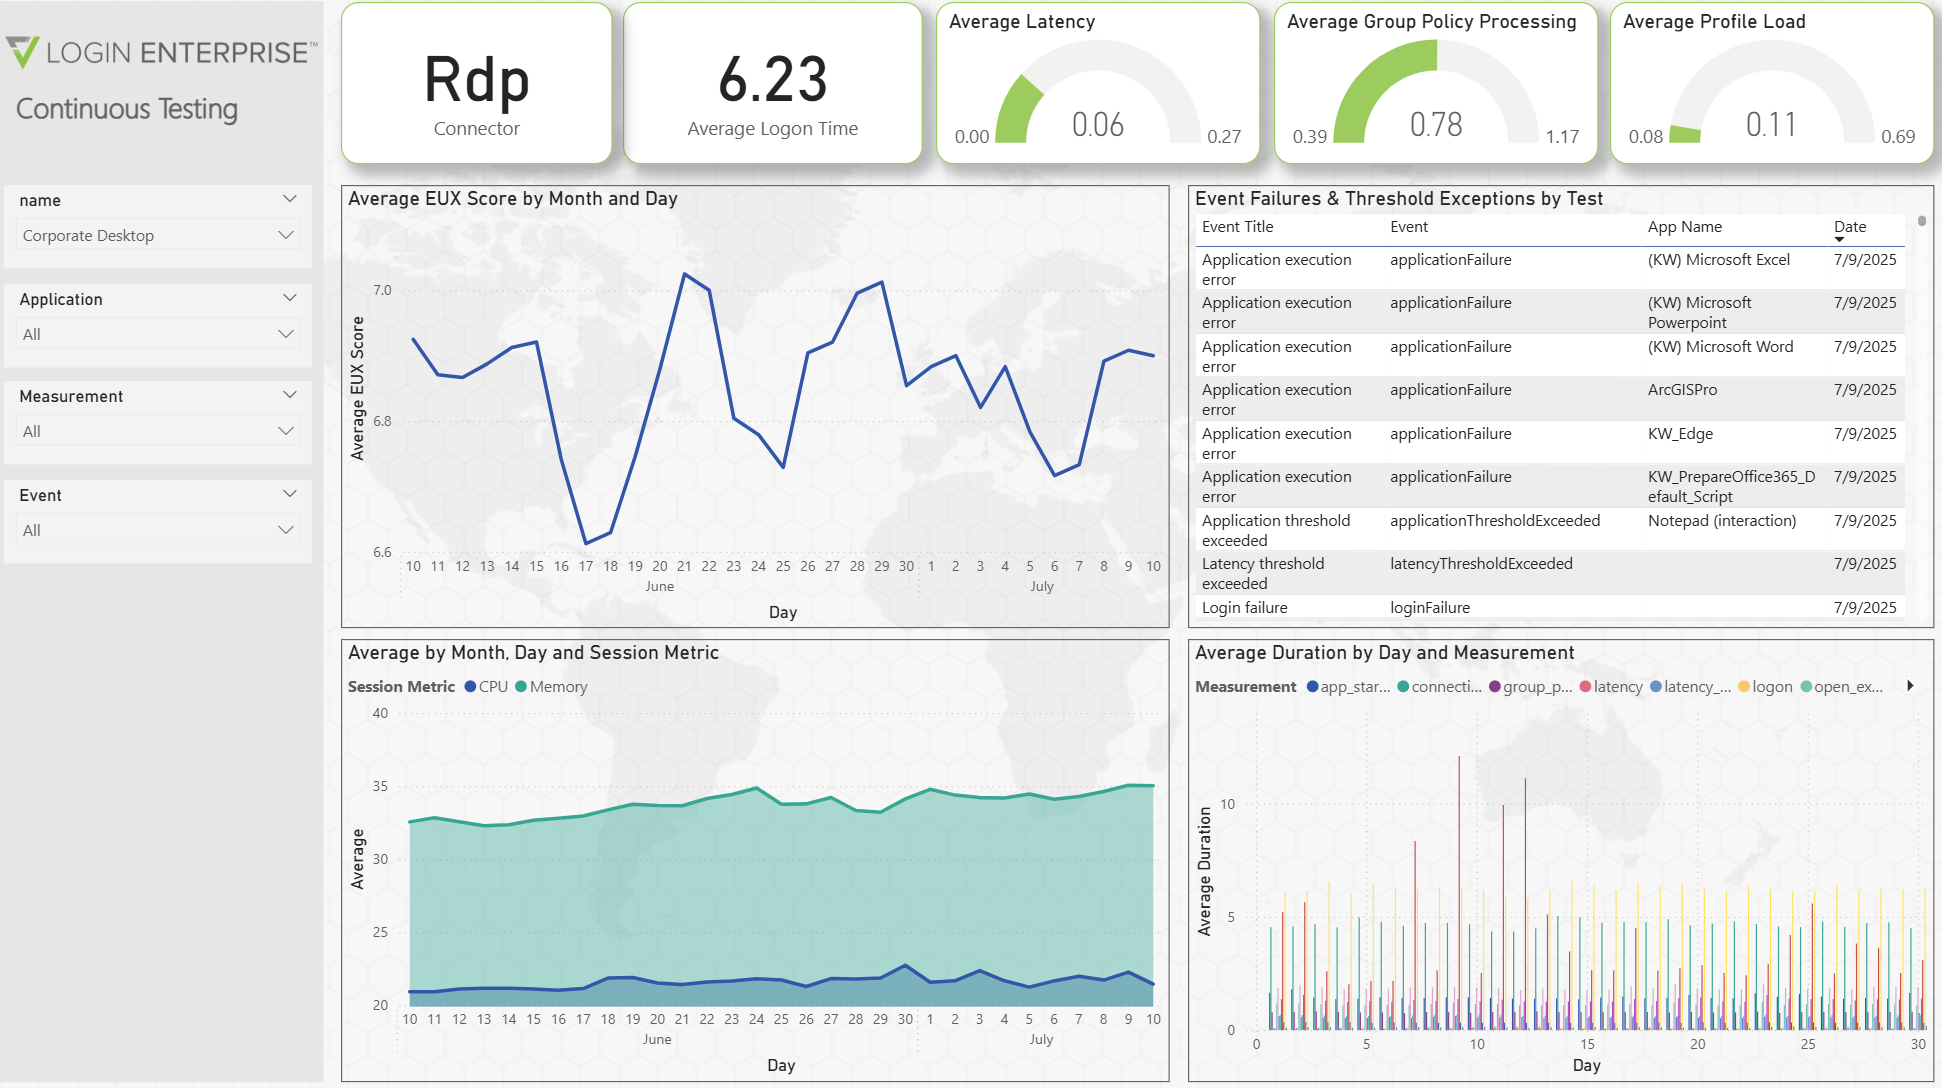 LOGIN ENTERPRISE™
Continuous Testing
name
Corporate Desktop
Application
All
Measurement
All
Event
All
Rdp
Connector
6.23
Average Logon Time
Average Latency
0.00
0.06
0.27
Average Group Policy Processing
0.39
0.78
1.17
Average Profile Load
0.08
0.11
0.69
Average EUX Score by Month and Day
Average EUX Score
7.0
6.8
6.6
10 11 12 13 14 15 16 17 18 19 20 21 22 23 24 25 26 27 28 29 30 1 2 3 4 5 6 7 8 9 10
June July
Day
Event Failures & Threshold Exceptions by Test
Event Title Event App Name Date
Application execution error applicationFailure (KW) Microsoft Excel 7/9/2025
Application execution error applicationFailure (KW) Microsoft Powerpoint 7/9/2025
Application execution error applicationFailure (KW) Microsoft Word 7/9/2025
Application execution error applicationFailure ArcGISPro 7/9/2025
Application execution error applicationFailure KW_Edge 7/9/2025
Application execution error applicationFailure KW_PrepareOffice365_Default_Script 7/9/2025
Application threshold exceeded applicationThresholdExceeded Notepad (interaction) 7/9/2025
Latency threshold exceeded latencyThresholdExceeded 7/9/2025
Login failure loginFailure 7/9/2025
Average by Month, Day and Session Metric
Session Metric CPU Memory
Average
40
35
30
25
20
10 11 12 13 14 15 16 17 18 19 20 21 22 23 24 25 26 27 28 29 30 1 2 3 4 5 6 7 8 9 10
June July
Day
Average Duration by Day and Measurement
Measurement app_star... connecti... group_p... latency latency_... logon open_ex...
Average Duration
10
5
0
0 5 10 15 20 25 30
Day